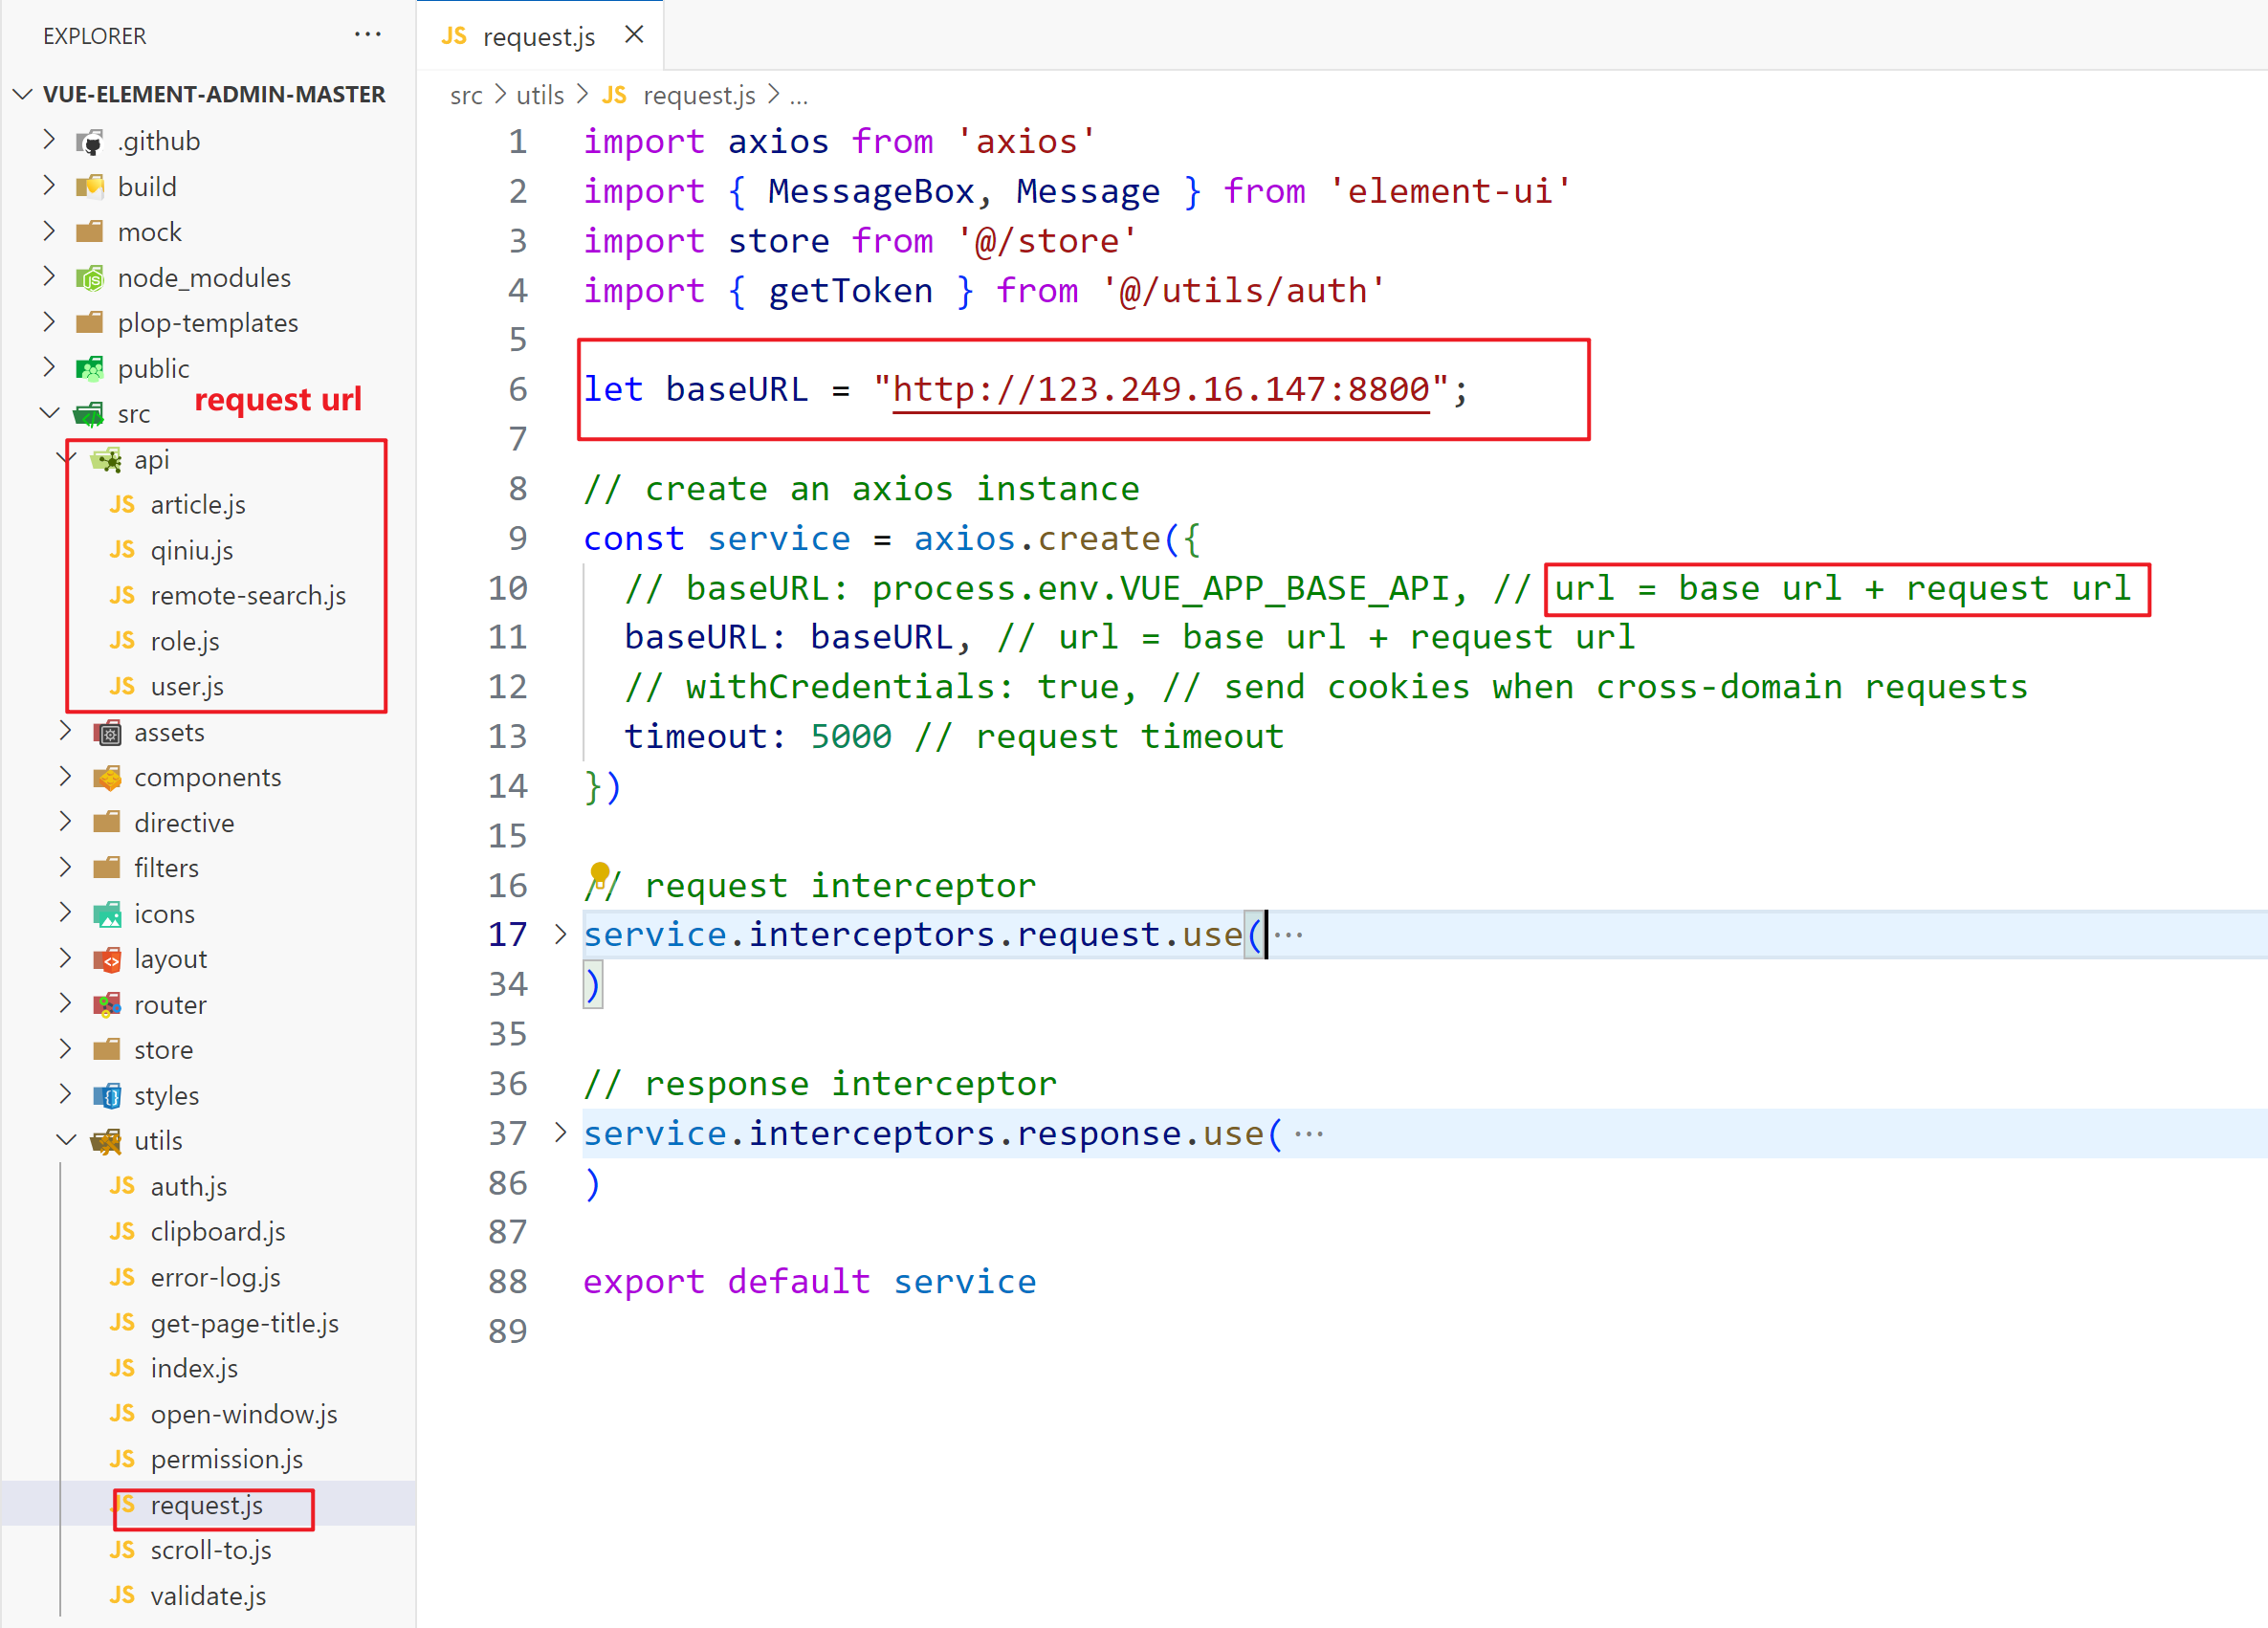 EXPLORER
VUE-ELEMENT-ADMIN-MASTER
.github
build
mock
node_modules
plop-templates
public
request url
src
api
JS article.js
JS qiniu.js
JS remote-search.js
JS role.js
JS user.js
assets
components
directive
filters
icons
layout
router
store
styles
utils
JS auth.js
JS clipboard.js
JS error-log.js
JS get-page-title.js
JS index.js
JS open-window.js
JS permission.js
JS request.js
JS scroll-to.js
JS validate.js
JS request.js
src > utils > JS request.js > ...
1 import axios from 'axios'
2 import { MessageBox, Message } from 'element-ui'
3 import store from '@/store'
4 import { getToken } from '@/utils/auth'
5
6 let baseURL = "http://123.249.16.147:8800";
7
8 // create an axios instance
9 const service = axios.create({
10 // baseURL: process.env.VUE_APP_BASE_API, // url = base url + request url
11 baseURL: baseURL, // url = base url + request url
12 // withCredentials: true, // send cookies when cross-domain requests
13 timeout: 5000 // request timeout
14 })
15
16 // request interceptor
17 service.interceptors.request.use(···
34 )
35
36 // response interceptor
37 service.interceptors.response.use(···
86 )
87
88 export default service
89